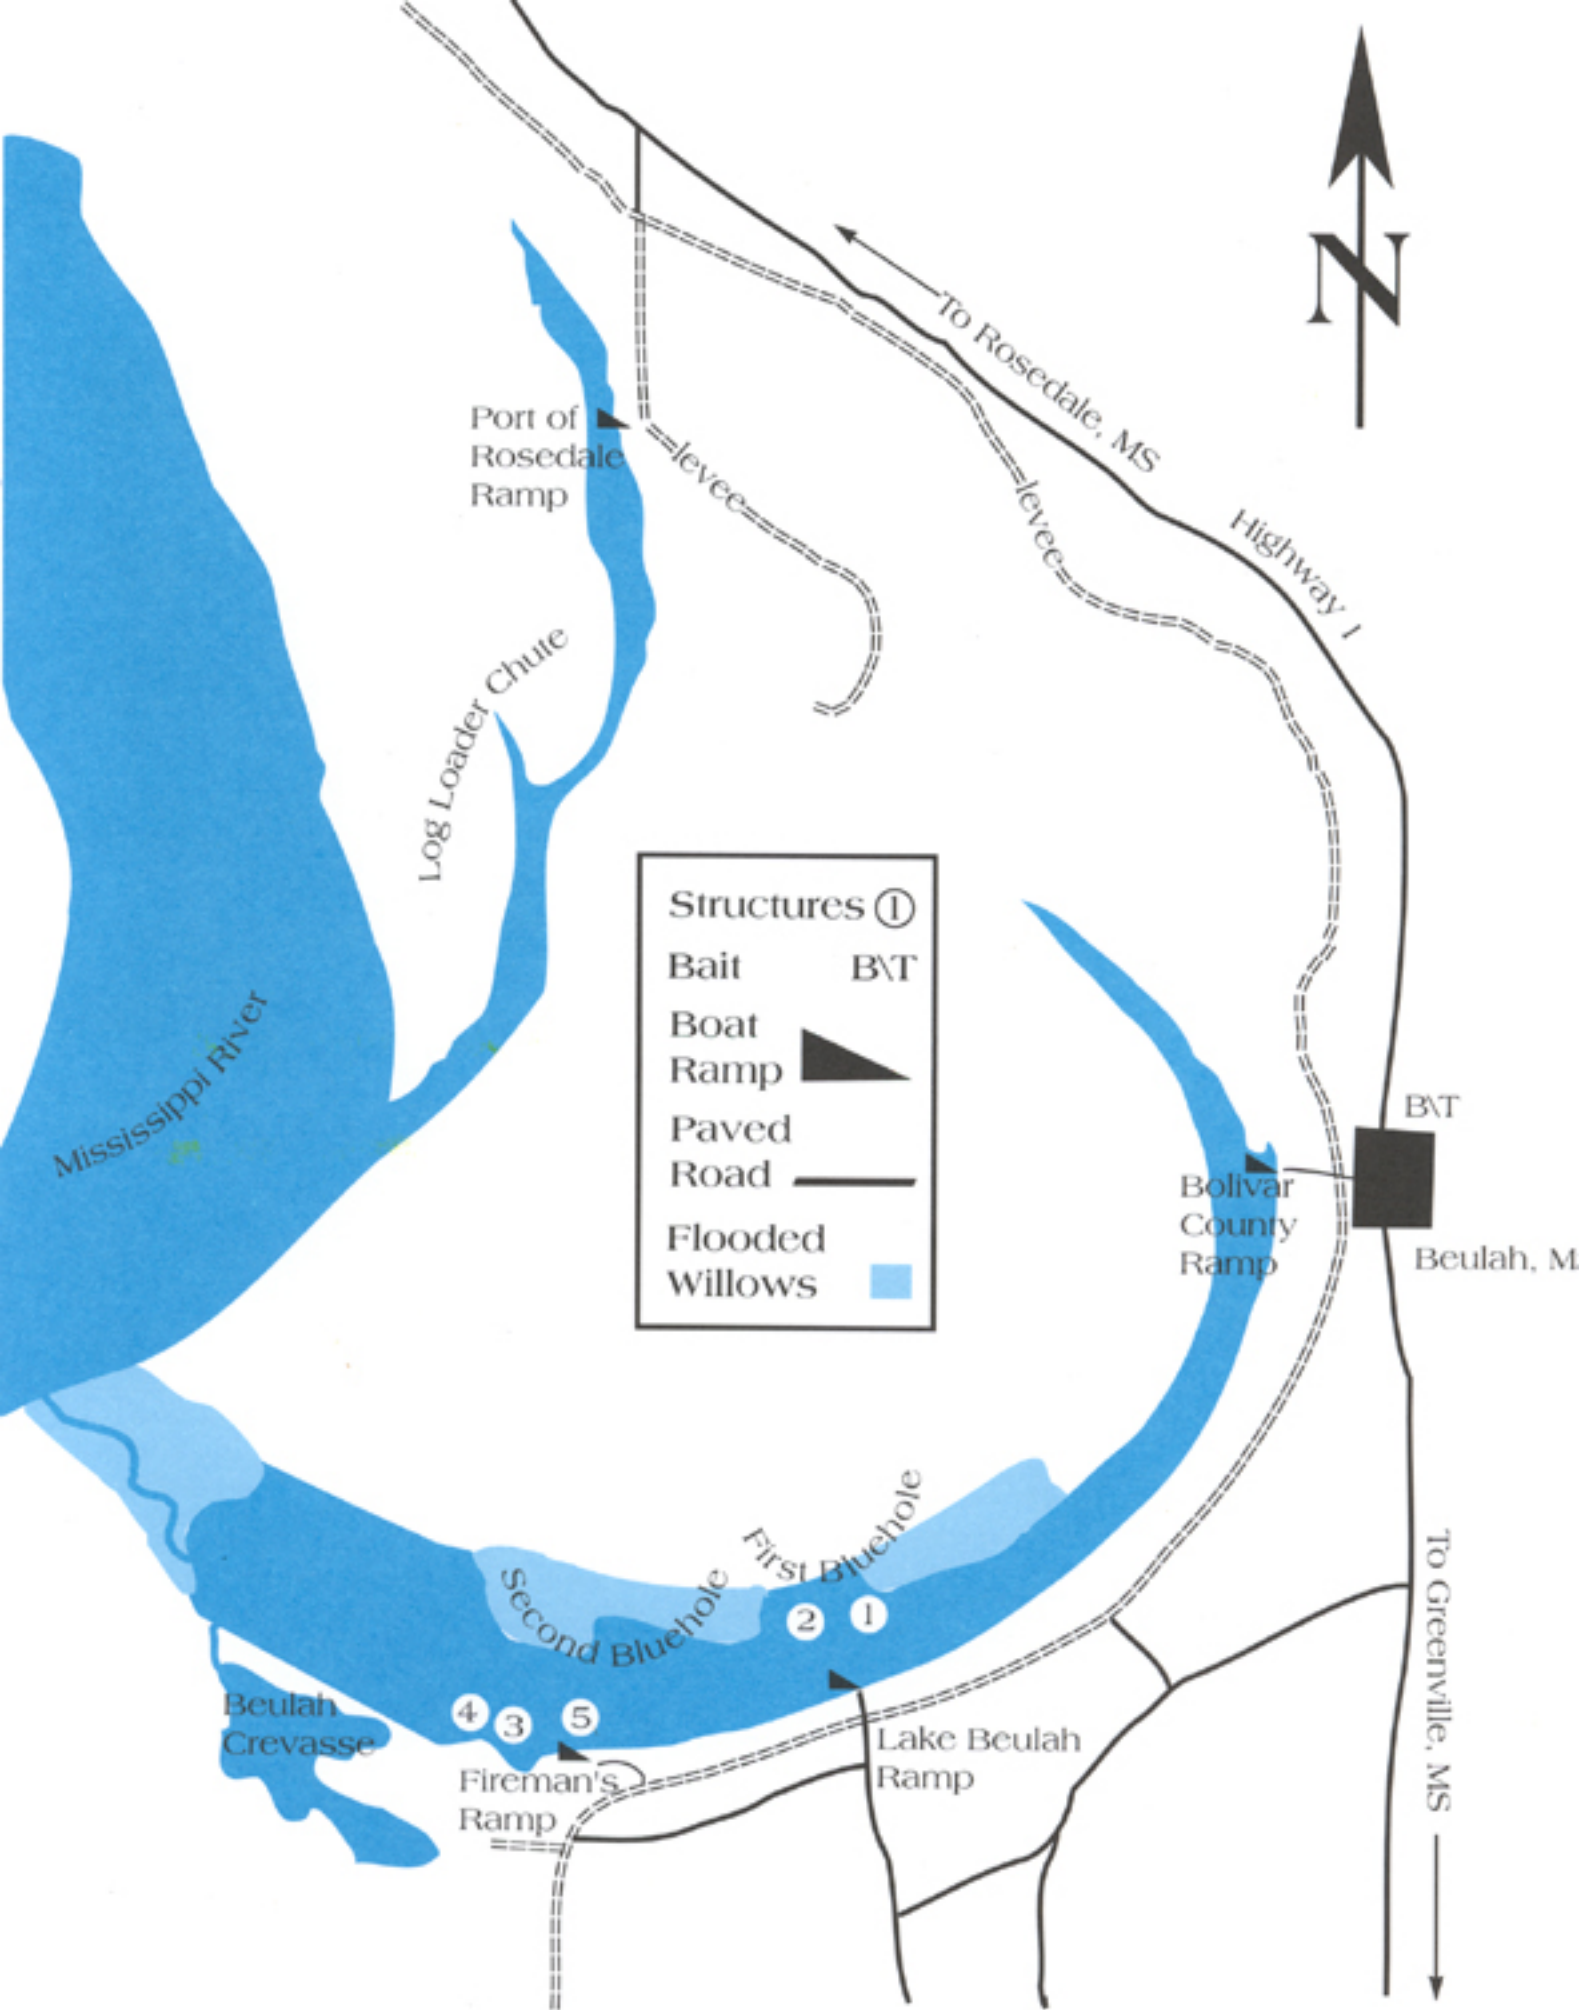 N
To Rosedale, MS
Port of
Rosedale
Ramp
levee
levee
Highway 1
Log Loader Chute
Structures 1
Bait B\T
Boat
Ramp
Paved
Road
Flooded
Willows
Mississippi River
B\T
Bolivar
County
Ramp
Beulah, M
First Bluehole
Second Bluehole
2
1
To Greenville, MS
4
3
5
Beulah
Crevasse
Lake Beulah
Ramp
Fireman's
Ramp